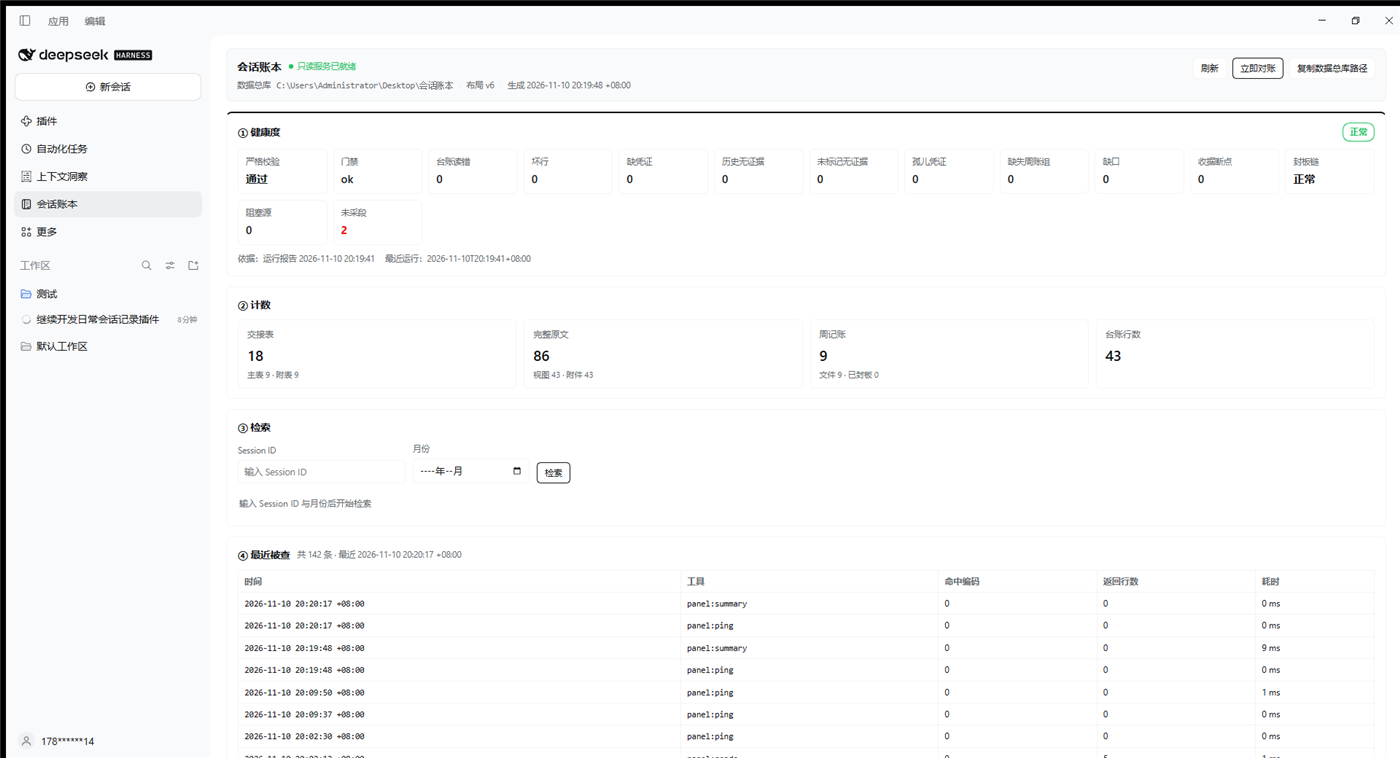 应用 编辑
deepseek HARNESS
新会话
插件
自动化任务
上下文洞察
会话账本
更多
工作区
测试
继续开发日常会话记录插件 8分钟
默认工作区
178******14
会话账本 只读服务已就绪
数据总库 C:\Users\Administrator\Desktop\会话账本 布局 v6 生成 2026-11-10 20:19:48 +08:00
刷新 立即对账 复制数据总库路径
① 健康度 正常
严格校验 门禁 台账读错 坏行 缺凭证 历史无证据 未标记无证据 孤儿凭证 缺失周账组 缺口 收据断点 封板链
通过 ok 0 0 0 0 0 0 0 0 0 正常
阻塞源 未采段
0 2
依据：运行报告 2026-11-10 20:19:41 最近运行：2026-11-10T20:19:41+08:00
② 计数
交接表 完整原文 周记账 台账行数
18 86 9 43
主表 9 · 附表 9 视图 43 · 附件 43 文件 9 · 已封板 0
③ 检索
Session ID 月份
输入 Session ID ----年--月 检索
输入 Session ID 与月份后开始检索
④ 最近被查 共 142 条 · 最近 2026-11-10 20:20:17 +08:00
时间 工具 命中编码 返回行数 耗时
2026-11-10 20:20:17 +08:00 panel:summary 0 0 0 ms
2026-11-10 20:20:17 +08:00 panel:ping 0 0 0 ms
2026-11-10 20:19:48 +08:00 panel:summary 0 0 9 ms
2026-11-10 20:19:48 +08:00 panel:ping 0 0 0 ms
2026-11-10 20:09:50 +08:00 panel:ping 0 0 1 ms
2026-11-10 20:09:37 +08:00 panel:ping 0 0 0 ms
2026-11-10 20:02:30 +08:00 panel:ping 0 0 0 ms